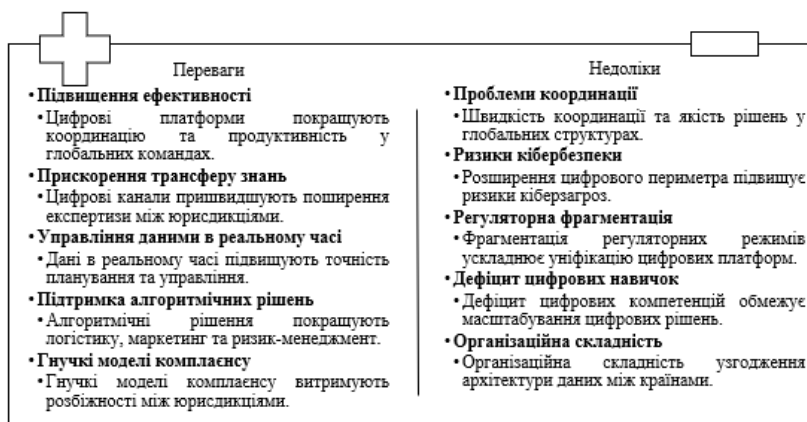 Переваги
• Підвищення ефективності
• Цифрові платформи покращують
координацію та продуктивність у
глобальних командах.
• Прискорення трансферу знань
• Цифрові канали пришвидшують поширення
експертизи між юрисдикціями.
• Управління даними в реальному часі
• Дані в реальному часі підвищують точність
планування та управління.
• Підтримка алгоритмічних рішень
• Алгоритмічні рішення покращують
логістику, маркетинг та ризик-менеджмент.
• Гнучкі моделі комплаєнсу
• Гнучкі моделі комплаєнсу витримують
розбіжності між юрисдикціями.
Недоліки
• Проблеми координації
• Швидкість координації та якість рішень у
глобальних структурах.
• Ризики кібербезпеки
• Розширення цифрового периметра підвищує
ризики кіберзагроз.
• Регуляторна фрагментація
• Фрагментація регуляторних режимів
ускладнює уніфікацію цифрових платформ.
• Дефіцит цифрових навичок
• Дефіцит цифрових компетенцій обмежує
масштабування цифрових рішень.
• Організаційна складність
• Організаційна складність узгодження
архітектури даних між країнами.